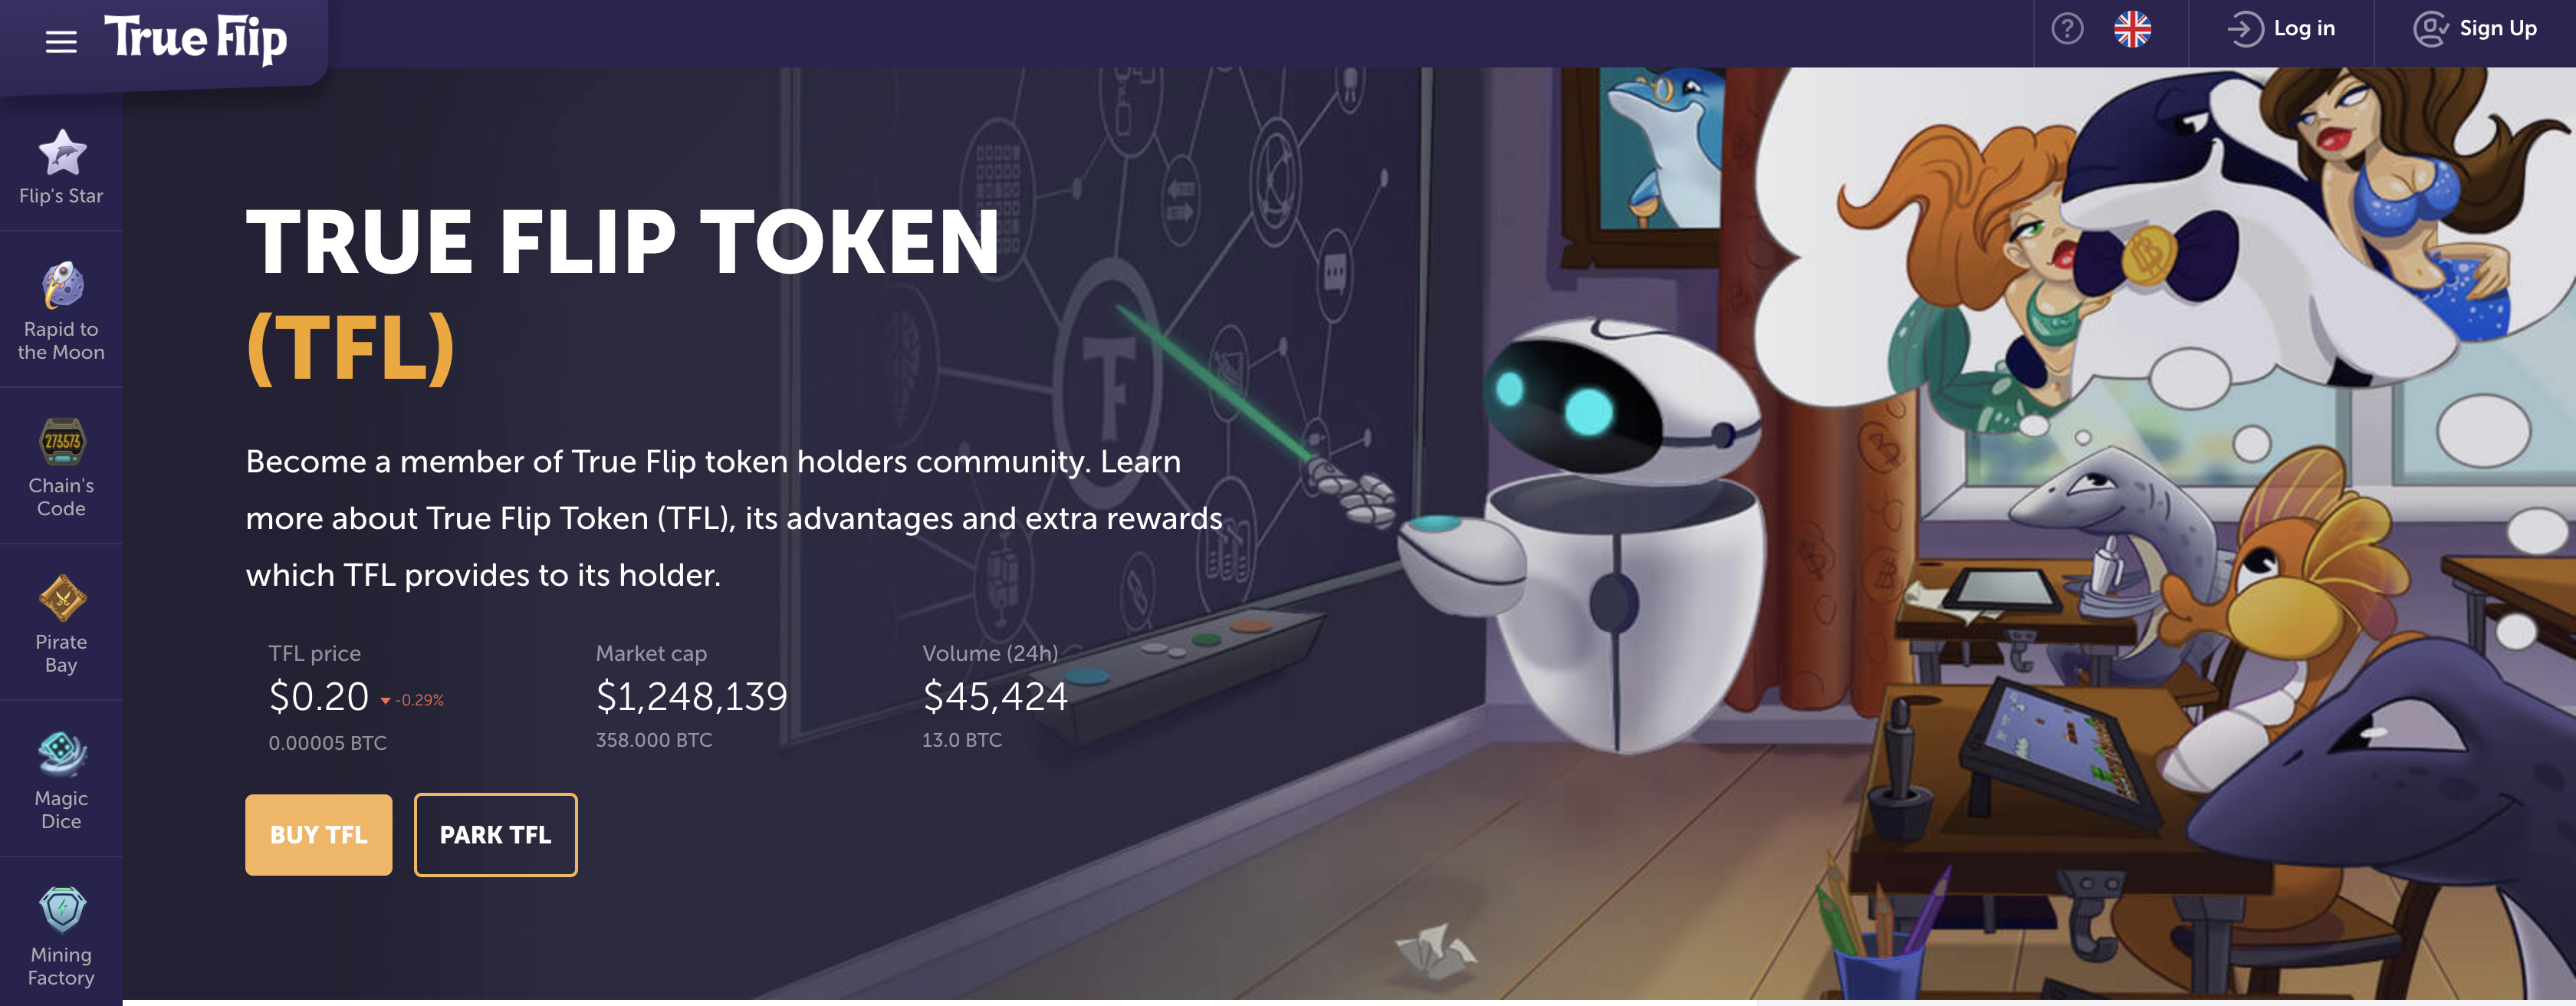 True Flip
Log in
Sign Up
Flip's Star
Rapid to
the Moon
273573
Chain's
Code
Pirate
Bay
Magic
Dice
Mining
Factory
TRUE FLIP TOKEN
(TFL)
Become a member of True Flip token holders community. Learn
more about True Flip Token (TFL), its advantages and extra rewards
which TFL provides to its holder.
TFL price
$0.20 -0.29%
0.00005 BTC
Market cap
$1,248,139
358.000 BTC
Volume (24h)
$45,424
13.0 BTC
BUY TFL
PARK TFL